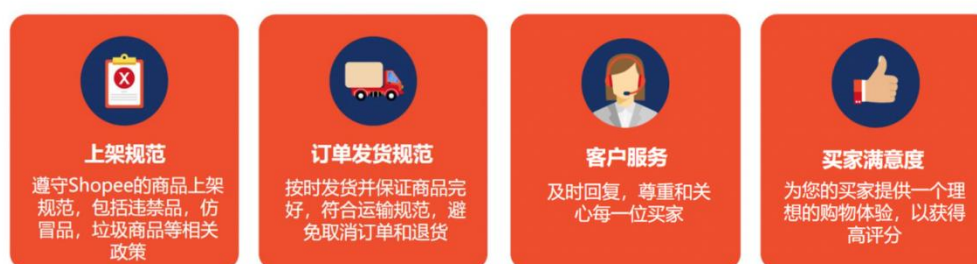 上架规范
遵守Shopee的商品上架
规范，包括违禁品，仿
冒品，垃圾商品等相关
政策
订单发货规范
按时发货并保证商品完
好，符合运输规范，避
免取消订单和退货
客户服务
及时回复，尊重和关
心每一位买家
买家满意度
为您的买家提供一个理
想的购物体验，以获得
高评分